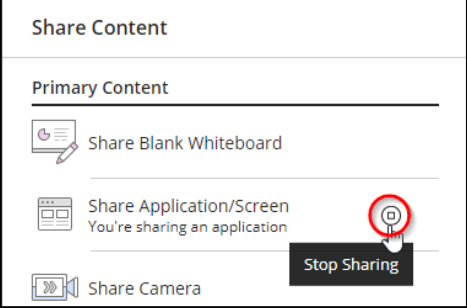 Share Content
Primary Content
Share Blank Whiteboard
Share Application/Screen
You're sharing an application
Stop Sharing
Share Camera